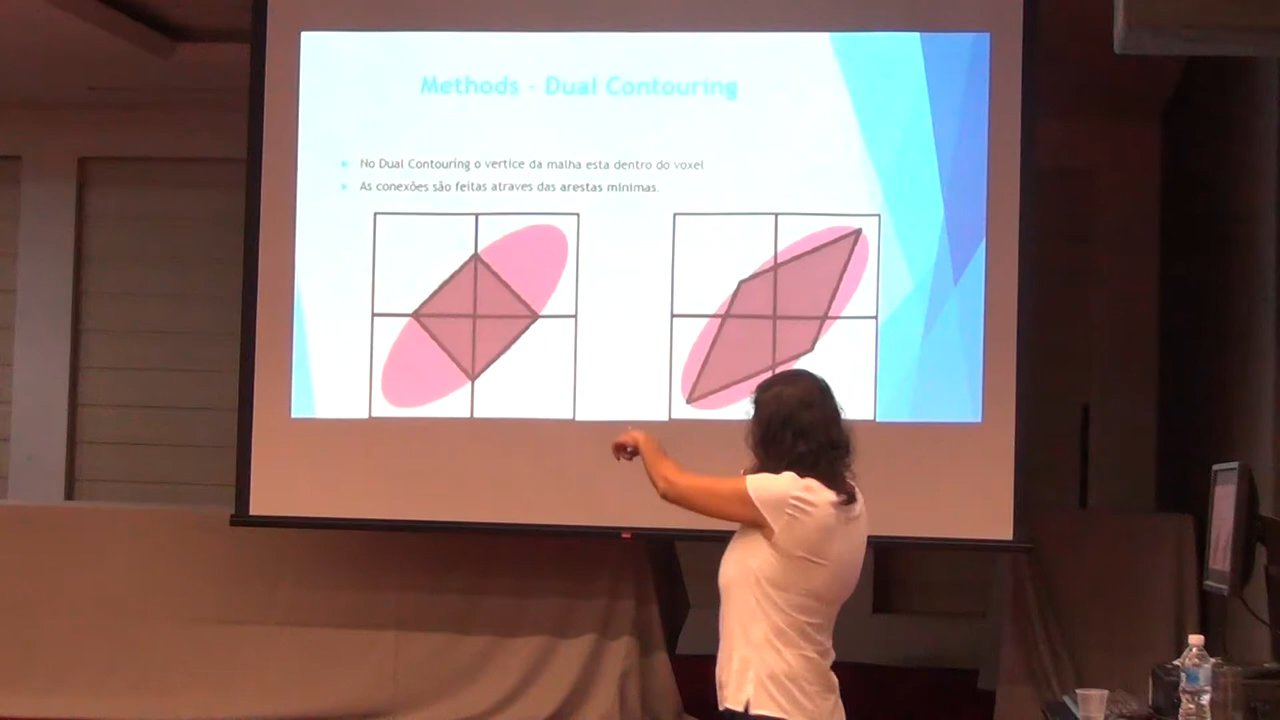 Methods - Dual Contouring
No Dual Contouring o vertice da malha esta dentro do voxel
As conexões são feitas atraves das arestas minimas.